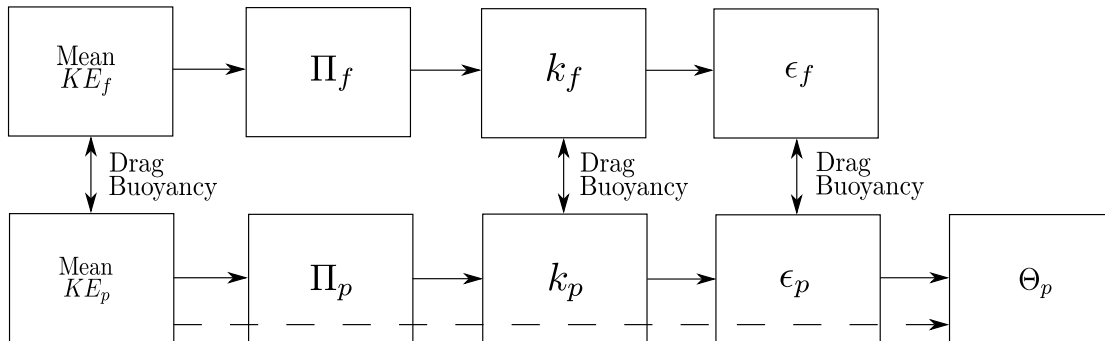 Mean
KE_f
Π_f
k_f
ϵ_f
Drag
Buoyancy
Drag
Buoyancy
Drag
Buoyancy
Mean
KE_p
Π_p
k_p
ϵ_p
Θ_p